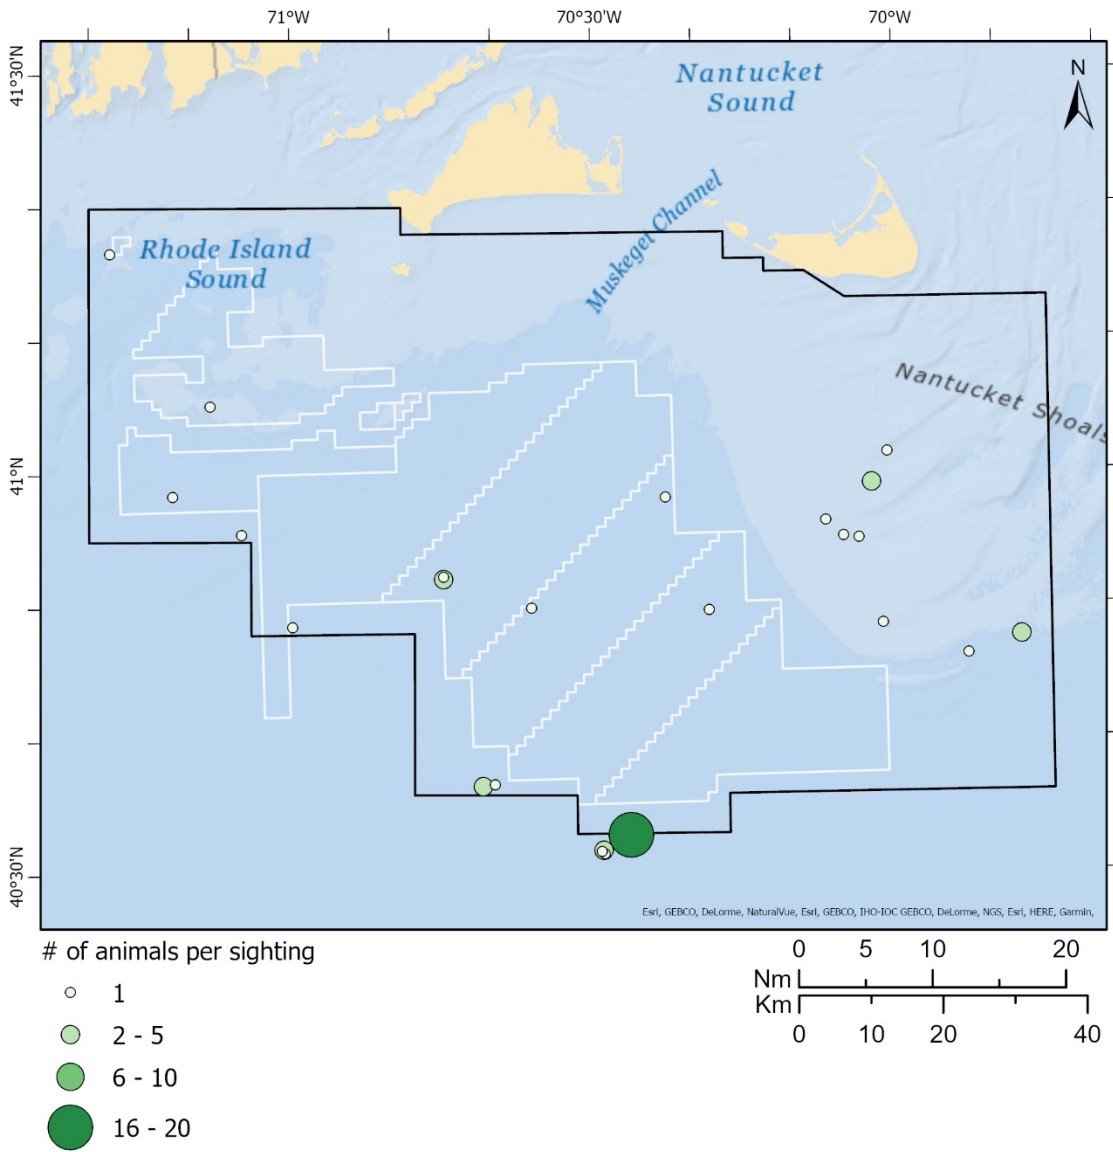 71°W
70°30'W
70°W
41°30'N
N
Nantucket
Sound
Muskeget Channel
Rhode Island
Sound
Nantucket Shoals
41°N
40°30'N
Esri, GEBCO, DeLorme, NaturalVue, Esri, GEBCO, IHO-IOC GEBCO, DeLorme, NGS, Esri, HERE, Garmin,
# of animals per sighting
1
2 - 5
6 - 10
16 - 20
0 5 10 20
Nm
Km
0 10 20 40